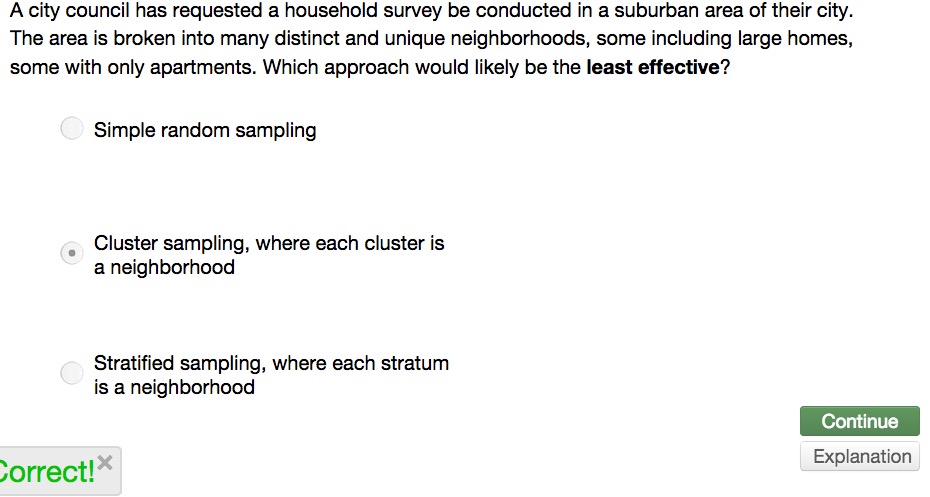 A city council has requested a household survey be conducted in a suburban area of their city.
The area is broken into many distinct and unique neighborhoods, some including large homes,
some with only apartments. Which approach would likely be the least effective?
Simple random sampling
Cluster sampling, where each cluster is
a neighborhood
Stratified sampling, where each stratum
is a neighborhood
Continue
Explanation
Correct!